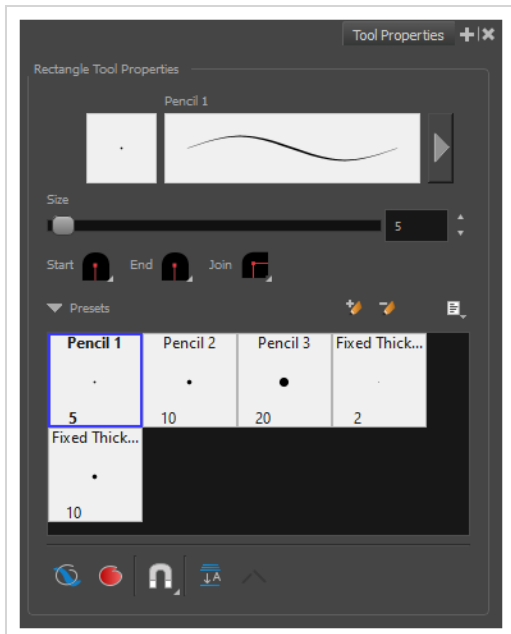 Tool Properties
Rectangle Tool Properties
Pencil 1
Size
5
Start End Join
Presets
Pencil 1 Pencil 2 Pencil 3 Fixed Thick...
5 10 20 2
Fixed Thick...
10
A